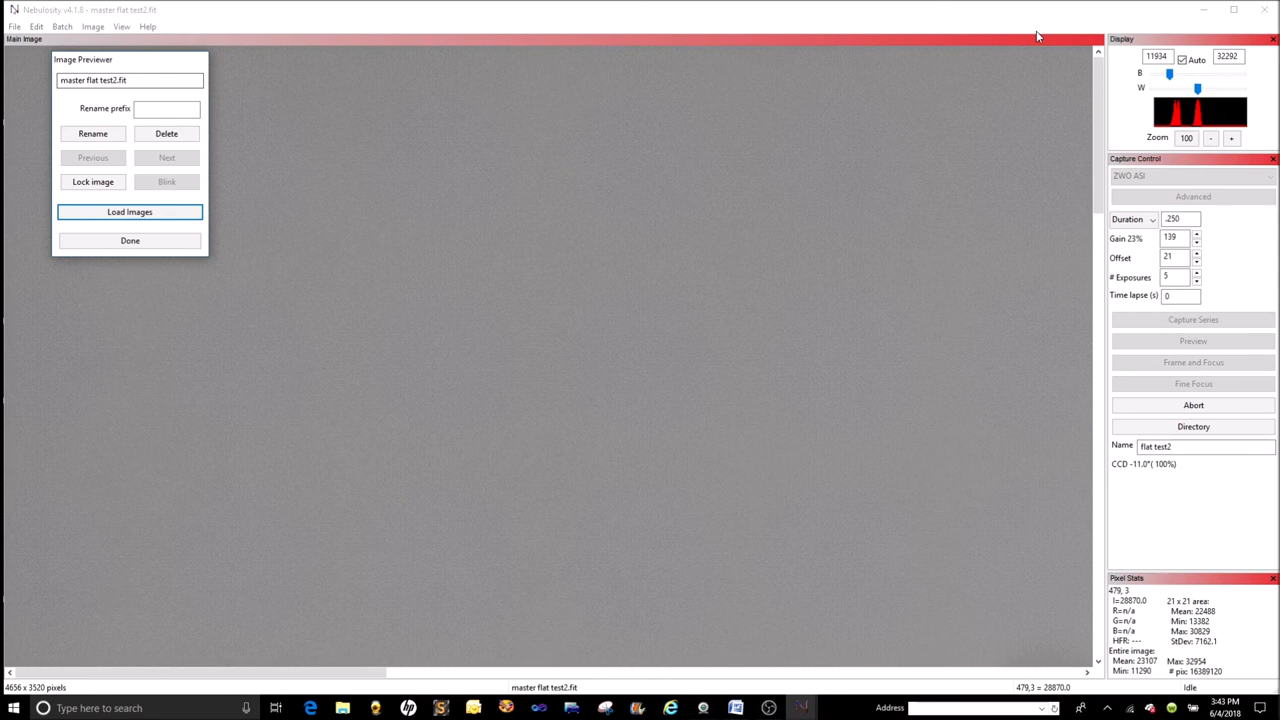 Nebulosity v4.1.8 - master flat test2.fit
File Edit Batch Image View Help
Main Image
Image Previewer
master flat test2.fit
Rename prefix
Rename Delete
Previous Next
Lock image Blink
Load Images
Done
Display
11934 Auto 32292
B
W
Zoom 100 - +
Capture Control
ZWO ASI
Advanced
Duration .250
Gain 23% 139
Offset 21
# Exposures 5
Time lapse (s) 0
Capture Series
Preview
Frame and Focus
Fine Focus
Abort
Directory
Name flat test2
CCD -11.0°( 100%)
Pixel Stats
479, 3
I=28870.0 21 x 21 area:
R=n/a Mean: 22488
G=n/a Min: 13382
B=n/a Max: 30829
HFR: --- StDev: 7162.1
Entire image:
Mean: 23107 Max: 32954
Min: 11290 # pix: 16389120
4656 x 3520 pixels master flat test2.fit 479,3 = 28870.0 Idle
Type here to search Address 3:43 PM
6/4/2018